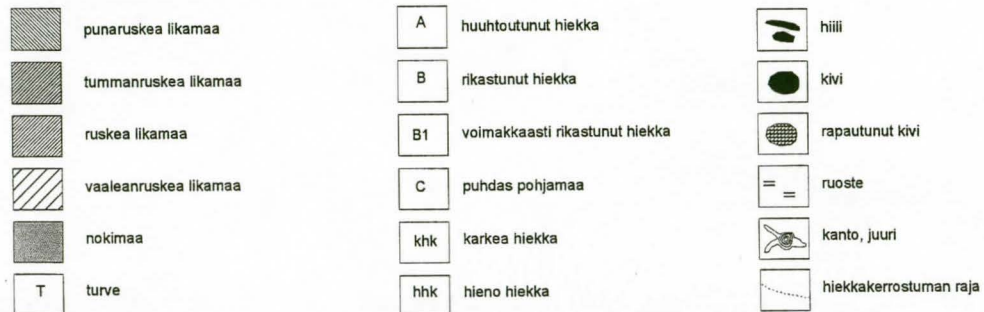 punaruskea likamaa
tummanruskea likamaa
ruskea likamaa
vaaleanruskea likamaa
nokimaa
T turve
A huuhtoutunut hiekka
B rikastunut hiekka
B1 voimakkaasti rikastunut hiekka
C puhdas pohjamaa
khk karkea hiekka
hhk hieno hiekka
hiili
kivi
rapautunut kivi
ruoste
kanto, juuri
hiekkakerrostuman raja